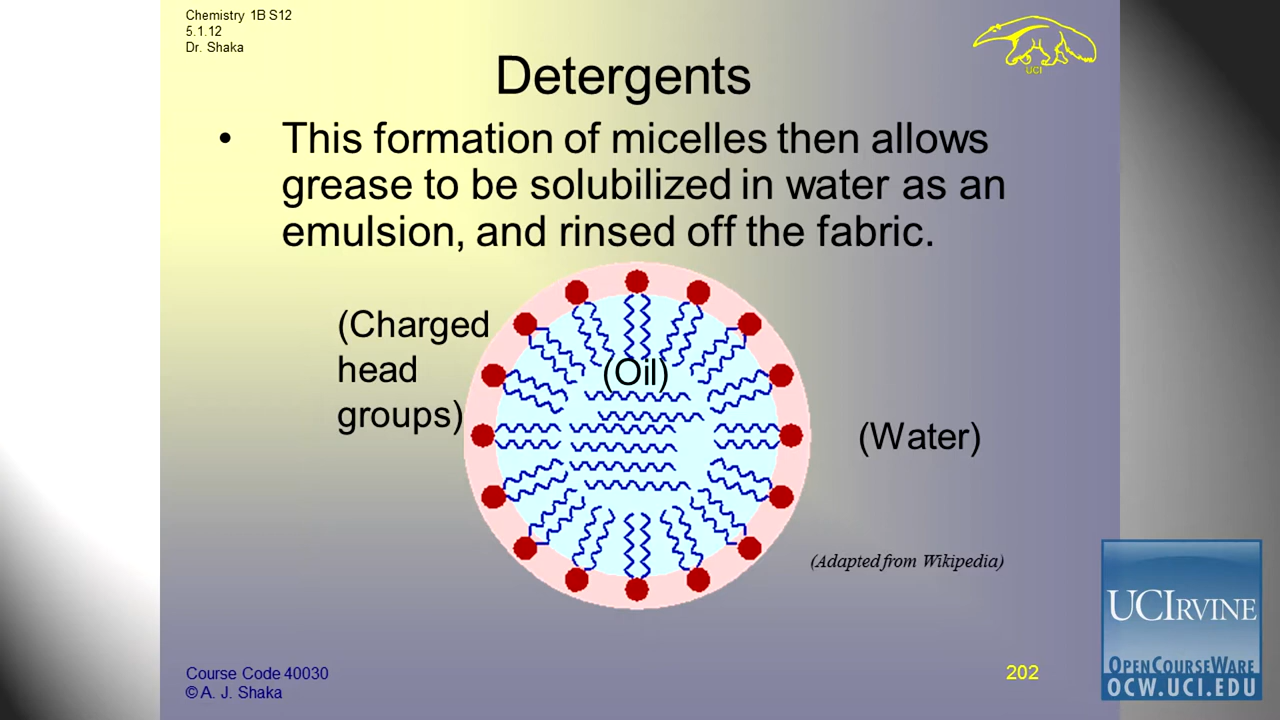 Chemistry 1B S12
5.1.12
Dr. Shaka
UCI
Detergents
• This formation of micelles then allows
grease to be solubilized in water as an
emulsion, and rinsed off the fabric.
(Charged
head
groups)
(Oil)
(Water)
(Adapted from Wikipedia)
Course Code 40030
© A. J. Shaka
202
UCIRVINE
OPENCOURSEWARE
OCW.UCI.EDU